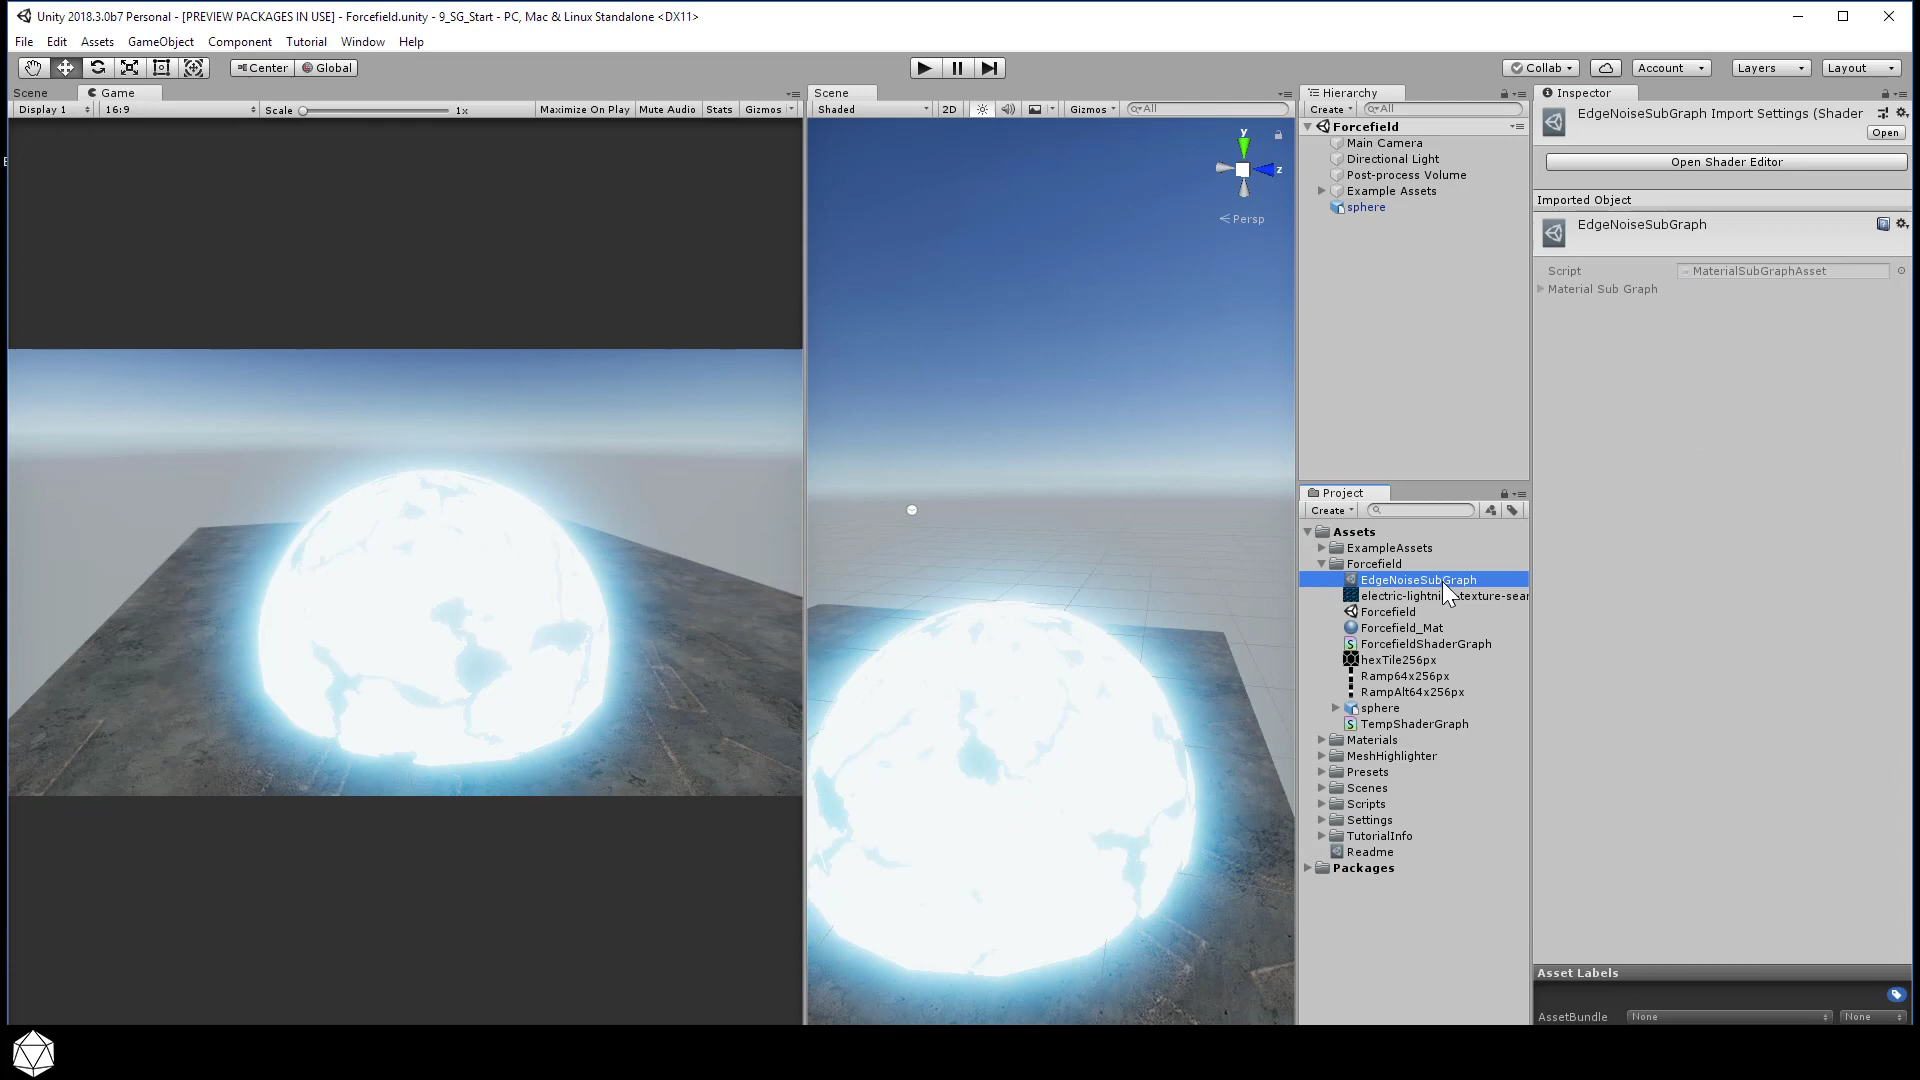 Unity 2018.3.0b7 Personal - [PREVIEW PACKAGES IN USE] - Forcefield.unity - 9_SG_Start - PC, Mac & Linux Standalone <DX11>
File Edit Assets GameObject Component Tutorial Window Help
Center Global Collab Account Layers Layout
Scene Game
Display 1 16:9 Scale 1x Maximize On Play Mute Audio Stats Gizmos
Scene
Shaded 2D Gizmos All
y
z
Persp
Hierarchy
Create All
Forcefield
Main Camera
Directional Light
Post-process Volume
Example Assets
sphere
Project
Create
Assets
ExampleAssets
Forcefield
EdgeNoiseSubGraph
Forcefield
Forcefield_Mat
ForcefieldShaderGraph
hexTile256px
Ramp64x256px
RampAlt64x256px
sphere
TempShaderGraph
Materials
MeshHighlighter
Presets
Scenes
Scripts
Settings
TutorialInfo
Readme
Packages
Inspector
EdgeNoiseSubGraph Import Settings (Shader
Open
Open Shader Editor
Imported Object
EdgeNoiseSubGraph
Script MaterialSubGraphAsset
Material Sub Graph
Asset Labels
AssetBundle None None